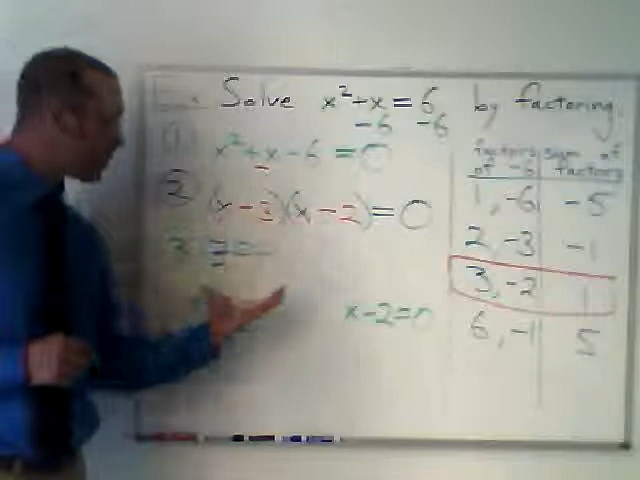 Ex. Solve x² + x = 6 by factoring.
-6 -6
① x² + x - 6 = 0
② (x + 3)(x - 2) = 0
x - 2 = 0
factors of -6 sum of factors
1, -6 -5
2, -3 -1
3, -2 1
6, -1 5